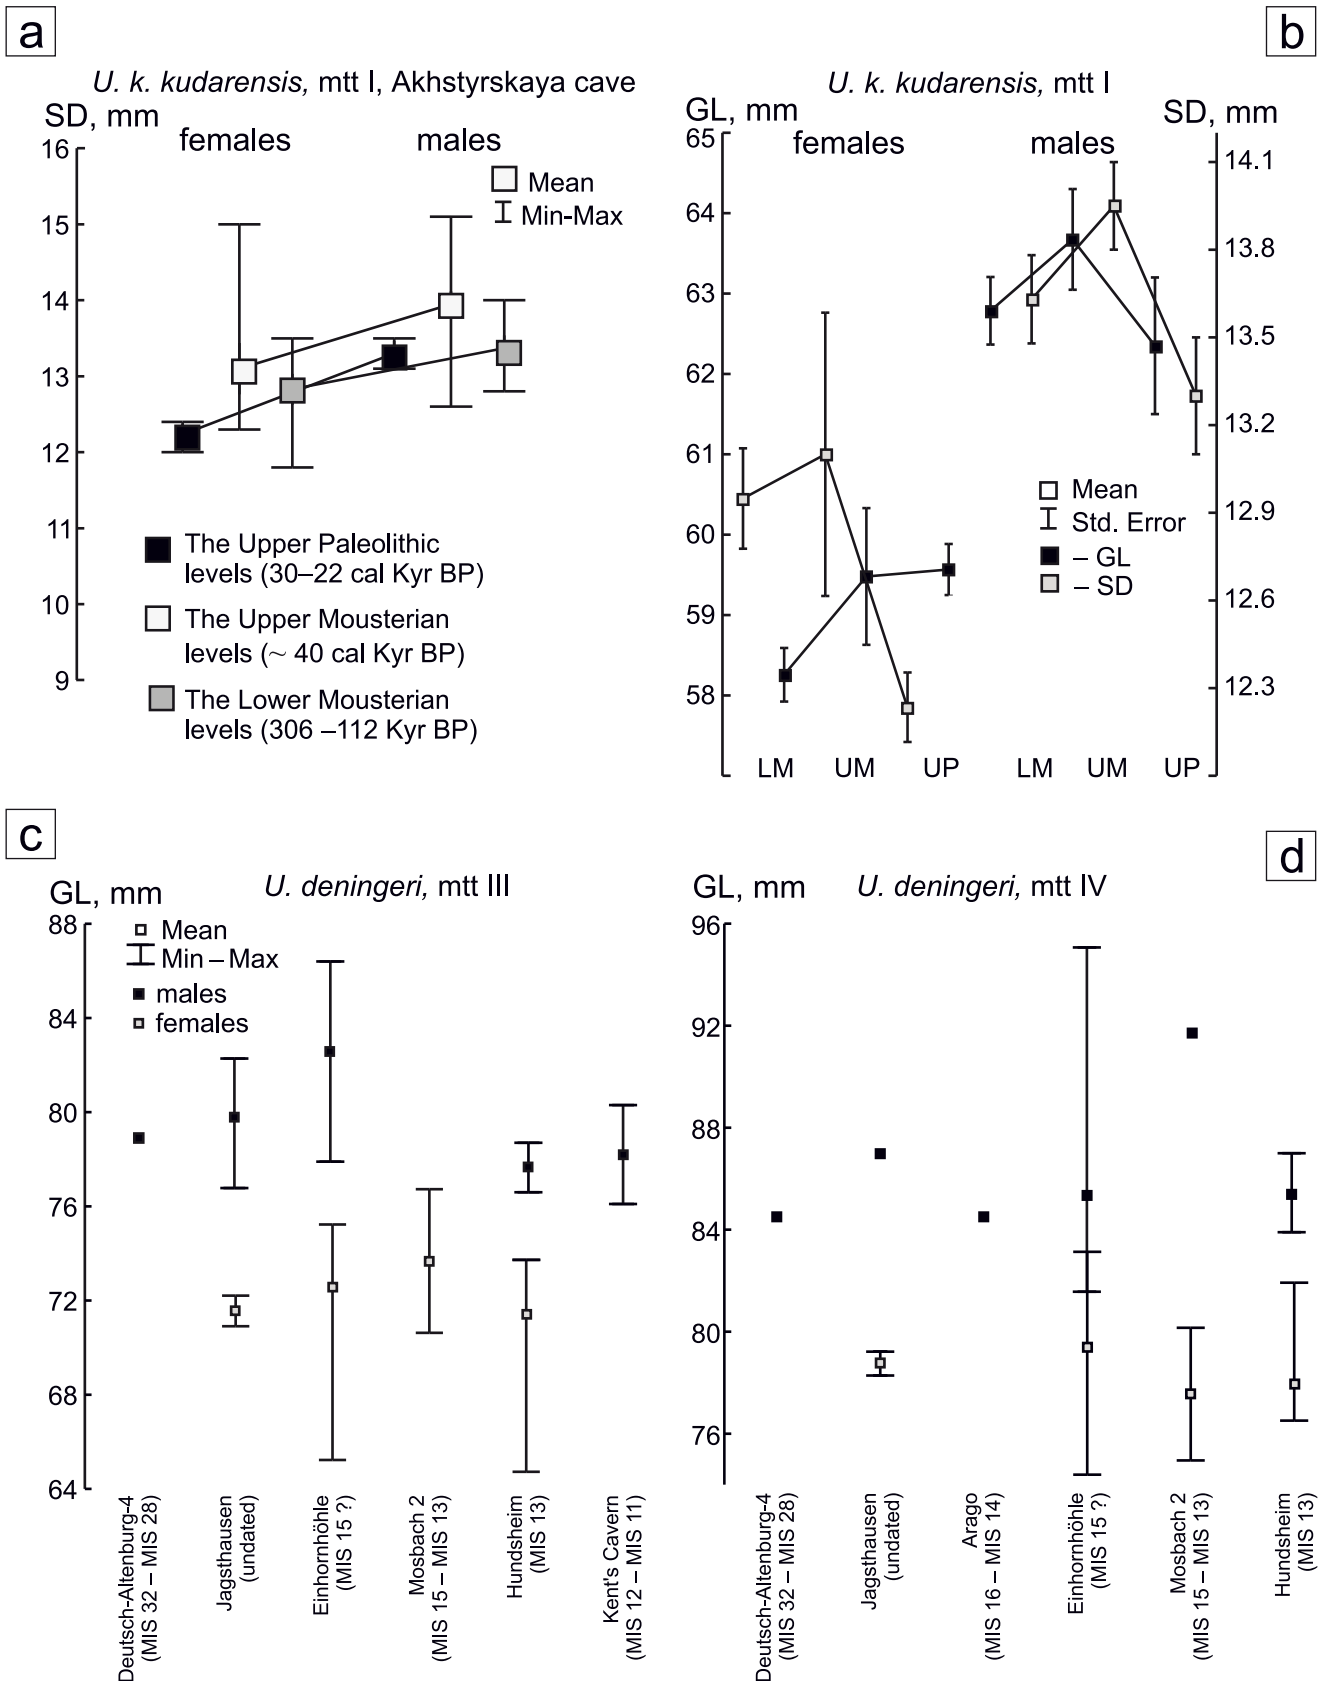 a
U. k. kudarensis, mtt I, Akhstyrskaya cave
SD, mm
females
males
16
15
14
13
12
11
10
9
Mean
Min-Max
The Upper Paleolithic
levels (30–22 cal Kyr BP)
The Upper Mousterian
levels (~ 40 cal Kyr BP)
The Lower Mousterian
levels (306 –112 Kyr BP)
b
U. k. kudarensis, mtt I
GL, mm
SD, mm
females
males
65
64
63
62
61
60
59
58
14.1
13.8
13.5
13.2
12.9
12.6
12.3
Mean
Std. Error
– GL
– SD
LM
UM
UP
LM
UM
UP
c
GL, mm
U. deningeri, mtt III
88
84
80
76
72
68
64
Mean
Min – Max
males
females
Deutsch-Altenburg-4
(MIS 32 – MIS 28)
Jagsthausen
(undated)
Einhornhöhle
(MIS 15 ?)
Mosbach 2
(MIS 15 – MIS 13)
Hundsheim
(MIS 13)
Kent's Cavern
(MIS 12 – MIS 11)
d
GL, mm
U. deningeri, mtt IV
96
92
88
84
80
76
Deutsch-Altenburg-4
(MIS 32 – MIS 28)
Jagsthausen
(undated)
Arago
(MIS 16 – MIS 14)
Einhornhöhle
(MIS 15 ?)
Mosbach 2
(MIS 15 – MIS 13)
Hundsheim
(MIS 13)